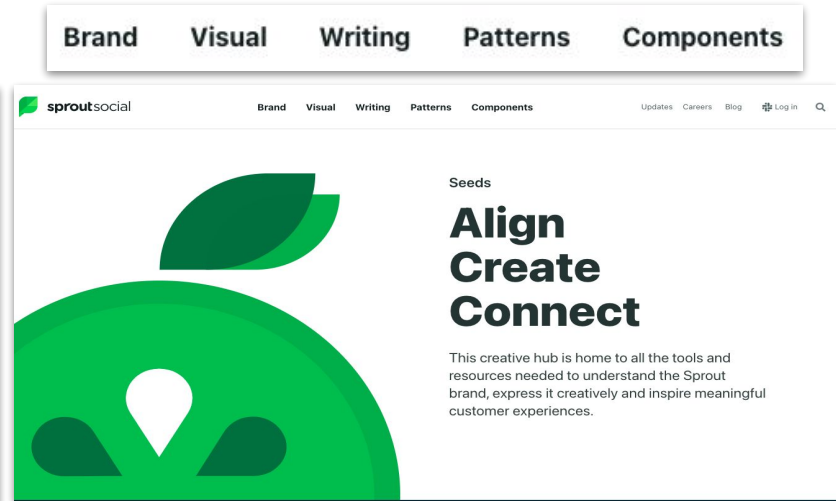 Brand Visual Writing Patterns Components
sproutsocial Brand Visual Writing Patterns Components Updates Careers Blog Log in
Seeds
Align
Create
Connect
This creative hub is home to all the tools and
resources needed to understand the Sprout
brand, express it creatively and inspire meaningful
customer experiences.